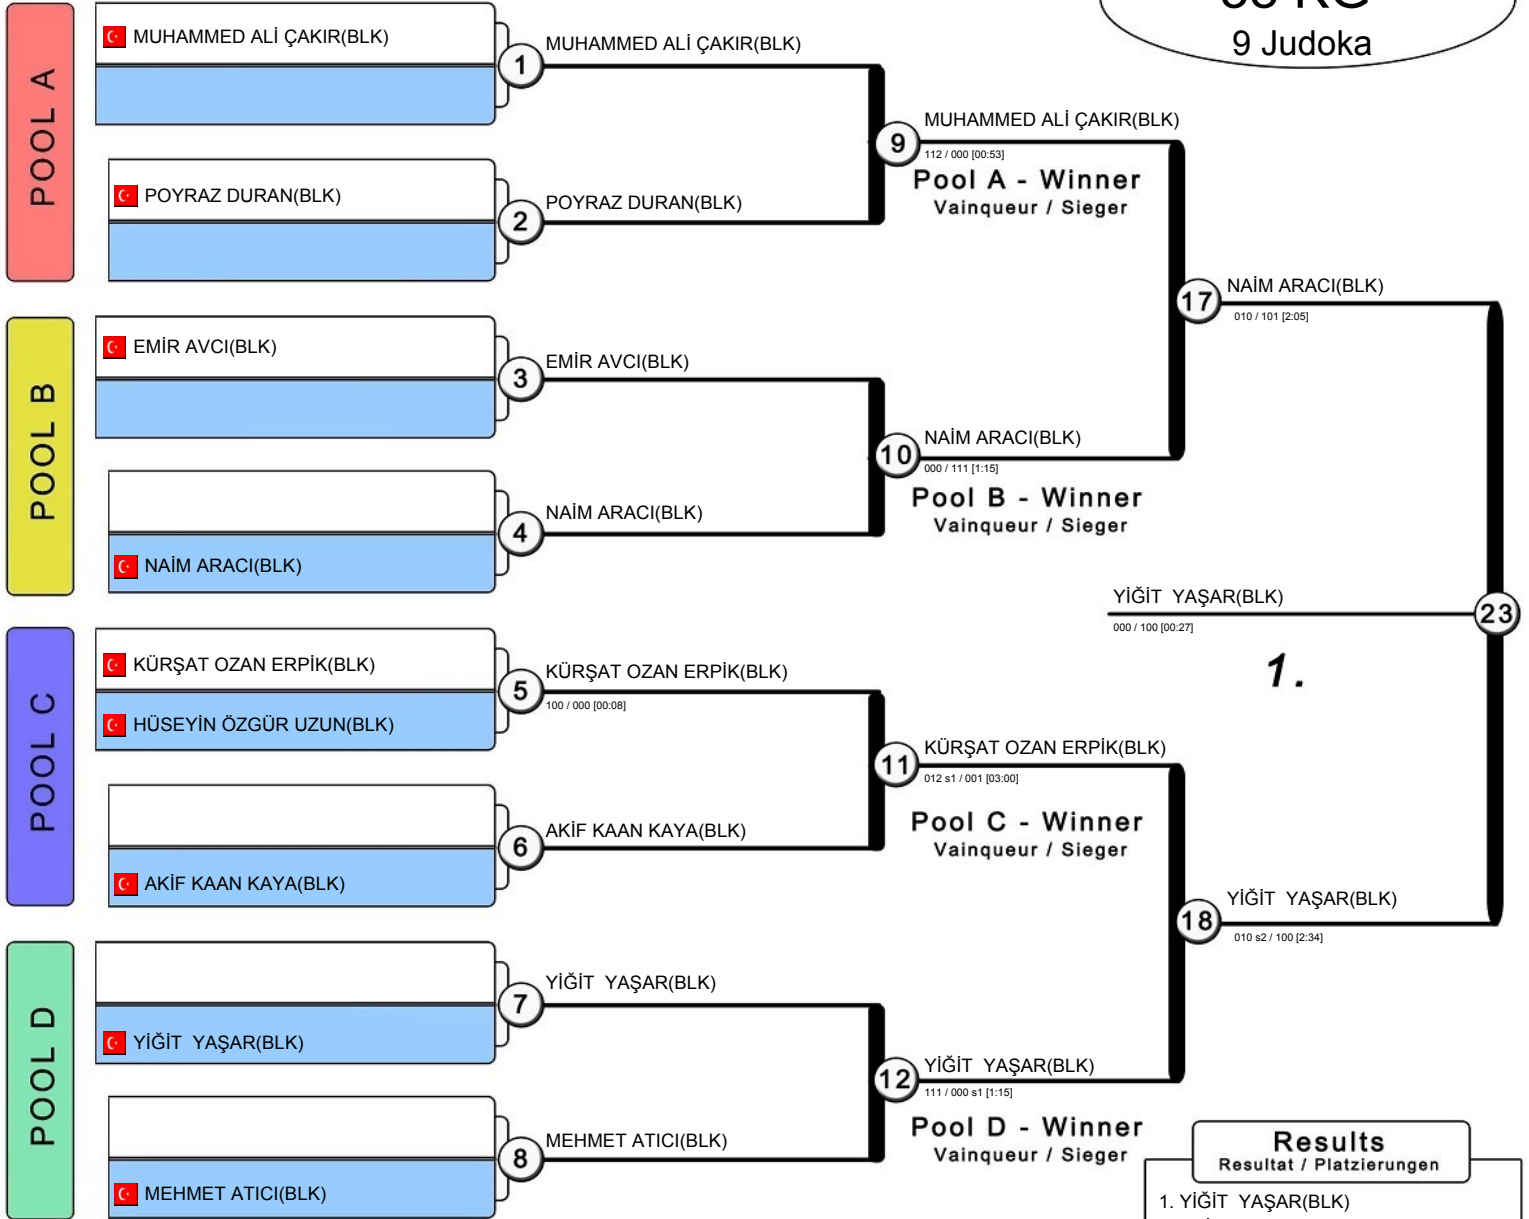 9 Judoka
POOL A
MUHAMMED ALİ ÇAKIR(BLK)
1
MUHAMMED ALİ ÇAKIR(BLK)
POYRAZ DURAN(BLK)
2
POYRAZ DURAN(BLK)
9
MUHAMMED ALİ ÇAKIR(BLK)
112 / 000 [00:53]
Pool A - Winner
Vainqueur / Sieger
POOL B
EMİR AVCI(BLK)
3
EMİR AVCI(BLK)
NAİM ARACI(BLK)
4
NAİM ARACI(BLK)
10
NAİM ARACI(BLK)
000 / 111 [1:15]
Pool B - Winner
Vainqueur / Sieger
17
NAİM ARACI(BLK)
010 / 101 [2:05]
YİĞİT  YAŞAR(BLK)
000 / 100 [00:27]
23
1.
POOL C
KÜRŞAT OZAN ERPİK(BLK)
HÜSEYİN ÖZGÜR UZUN(BLK)
5
KÜRŞAT OZAN ERPİK(BLK)
100 / 000 [00:08]
AKİF KAAN KAYA(BLK)
6
AKİF KAAN KAYA(BLK)
11
KÜRŞAT OZAN ERPİK(BLK)
012 s1 / 001 [03:00]
Pool C - Winner
Vainqueur / Sieger
18
YİĞİT  YAŞAR(BLK)
010 s2 / 100 [2:34]
POOL D
YİĞİT  YAŞAR(BLK)
7
YİĞİT  YAŞAR(BLK)
MEHMET ATICI(BLK)
8
MEHMET ATICI(BLK)
12
YİĞİT  YAŞAR(BLK)
111 / 000 s1 [1:15]
Pool D - Winner
Vainqueur / Sieger
Results
Resultat / Platzierungen
1. YİĞİT  YAŞAR(BLK)